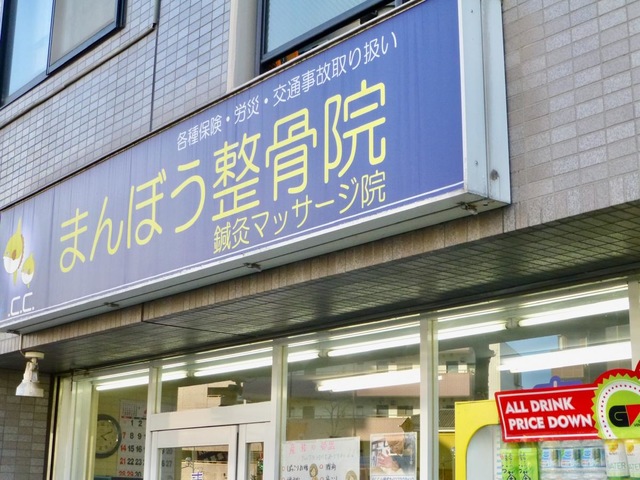 各種保険・労災・交通事故取り扱い
まんぼう整骨院
鍼灸マッサージ院
.C.C.
ALL DRINK
PRICE DOWN